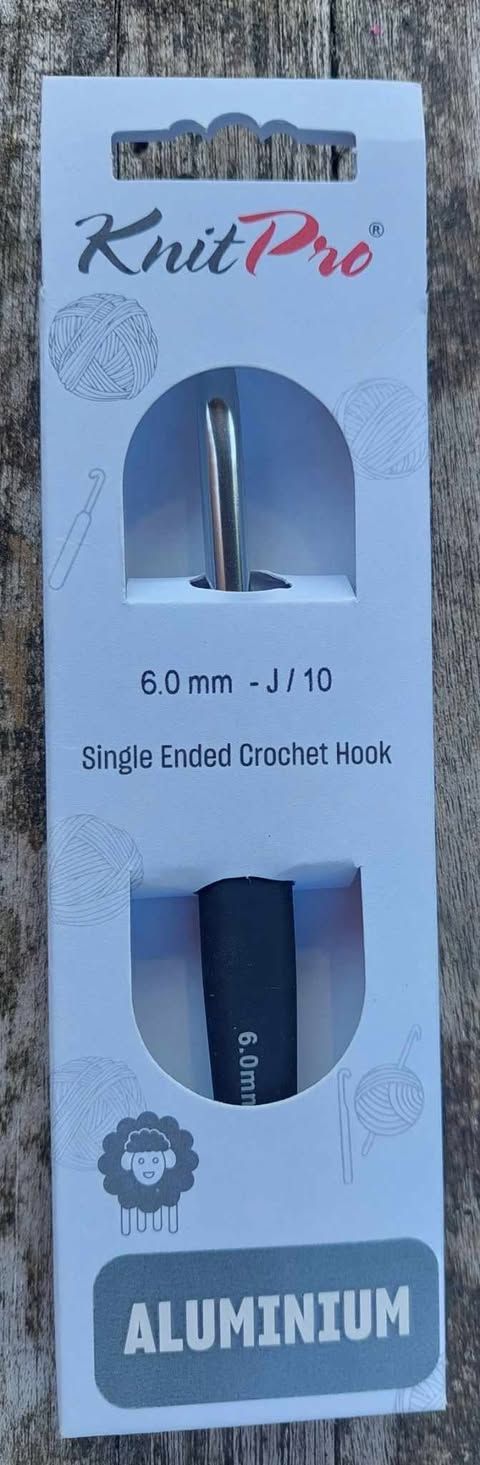 KnitPro®
6.0 mm - J / 10
Single Ended Crochet Hook
6.0mm
ALUMINIUM